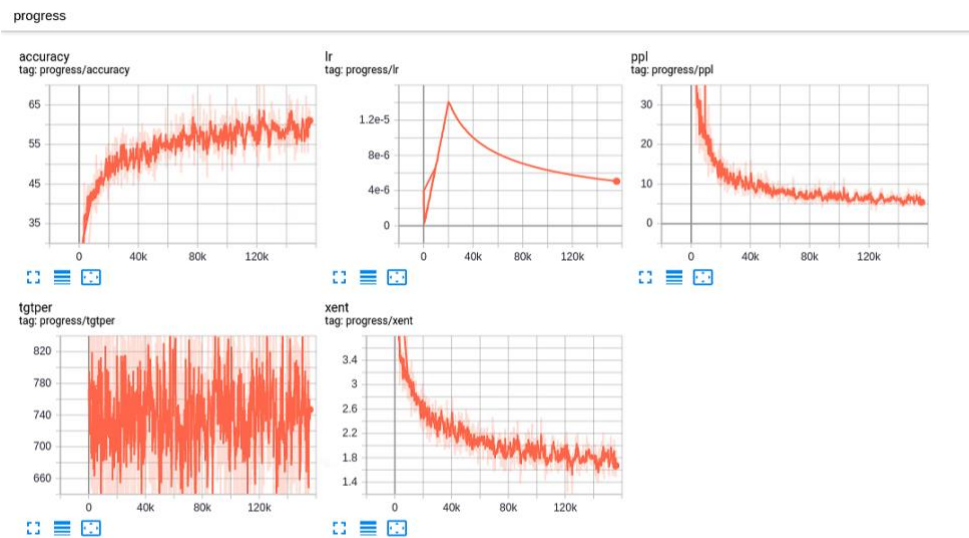 progress
accuracy
tag: progress/accuracy
65
55
45
35
0 40k 80k 120k
lr
tag: progress/lr
1.2e-5
8e-6
4e-6
0
0 40k 80k 120k
ppl
tag: progress/ppl
30
20
10
0
0 40k 80k 120k
tgtper
tag: progress/tgtper
820
780
740
700
660
0 40k 80k 120k
xent
tag: progress/xent
3.4
3
2.6
2.2
1.8
1.4
0 40k 80k 120k